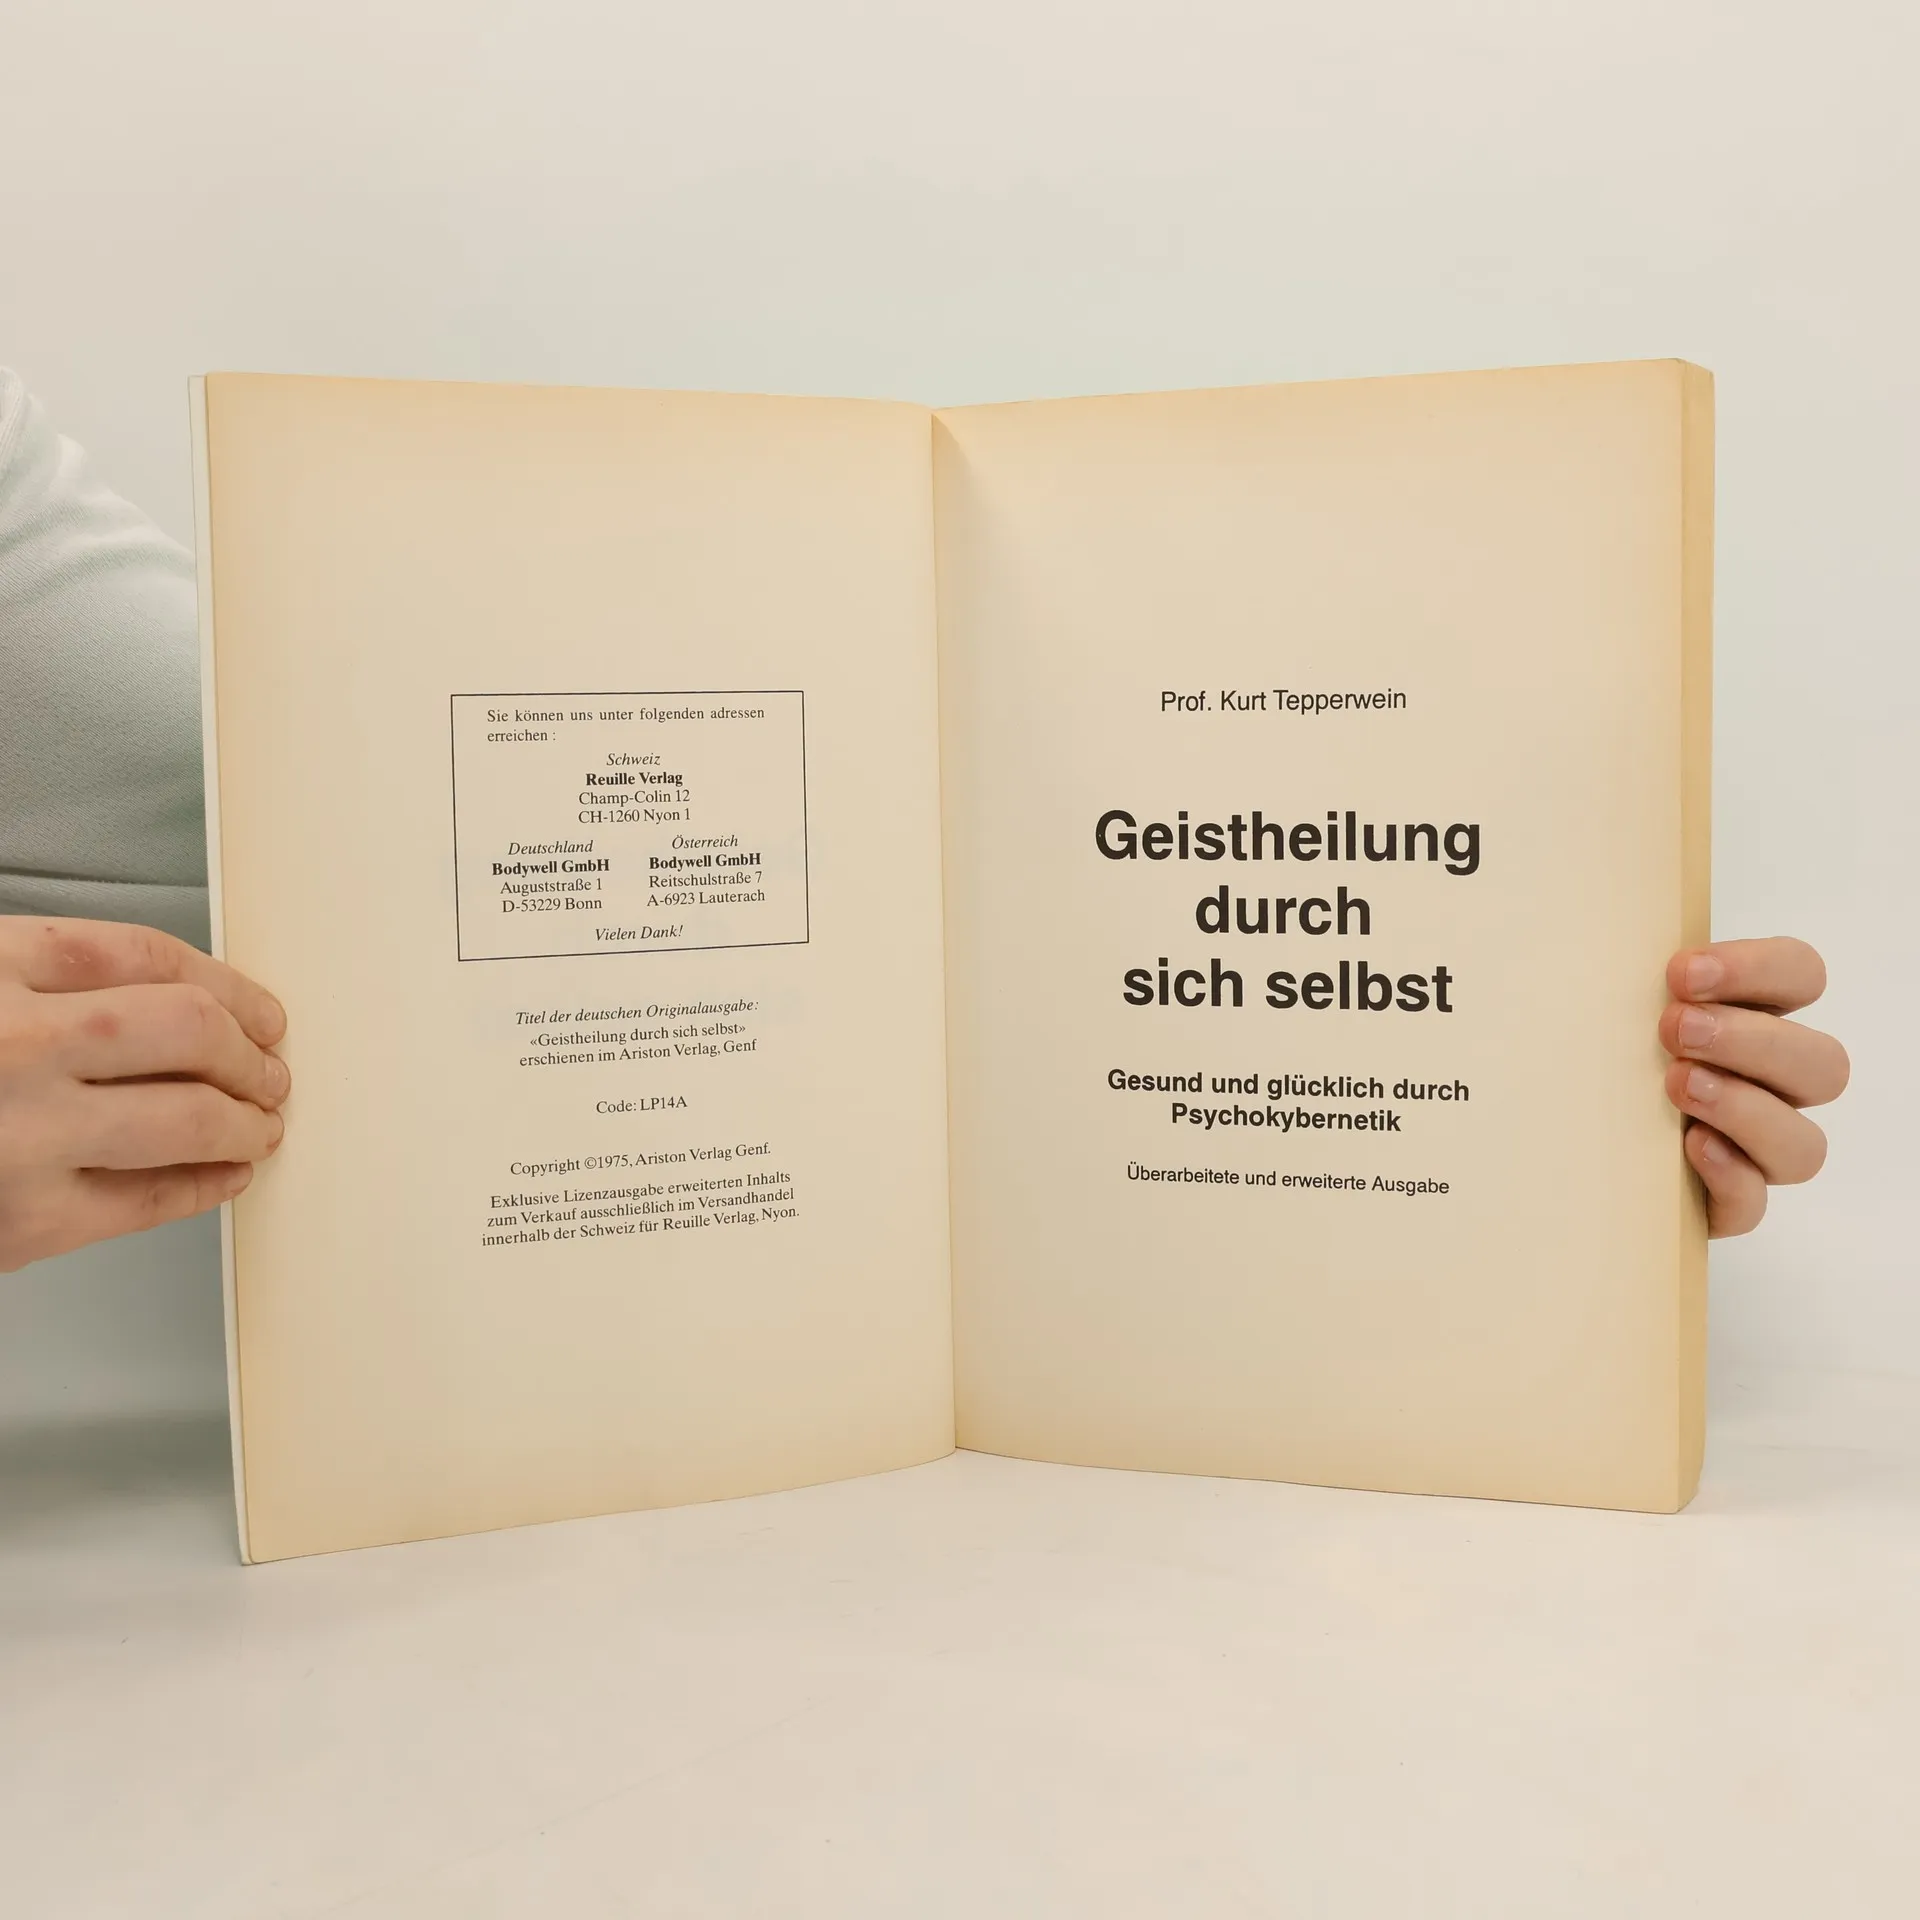 Sie können uns unter folgenden adressen
erreichen :
Schweiz
Reuille Verlag
Champ-Colin 12
CH-1260 Nyon 1
Deutschland
Bodywell GmbH
Auguststraße 1
D-53229 Bonn
Österreich
Bodywell GmbH
Reitschulstraße 7
A-6923 Lauterach
Vielen Dank!
Titel der deutschen Originalausgabe:
«Geistheilung durch sich selbst»
erschienen im Ariston Verlag, Genf
Code: LP14A
Copyright ©1975, Ariston Verlag Genf.
Exklusive Lizenzausgabe erweiterten Inhalts
zum Verkauf ausschließlich im Versandhandel
innerhalb der Schweiz für Reuille Verlag, Nyon.
Prof. Kurt Tepperwein
Geistheilung
durch
sich selbst
Gesund und glücklich durch
Psychokybernetik
Überarbeitete und erweiterte Ausgabe